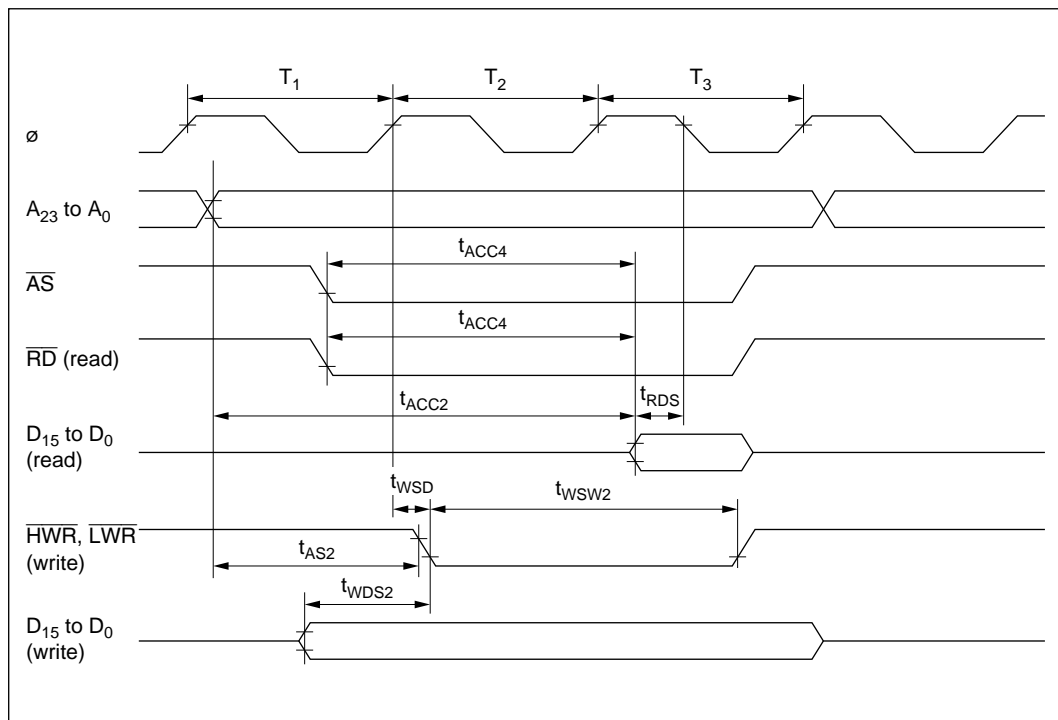 T1 T2 T3
ø
A23 to A0
tACC4
AS
tACC4
RD (read)
tACC2 tRDS
D15 to D0
(read)
tWSD tWSW2
HWR, LWR
(write)
tAS2
tWDS2
D15 to D0
(write)